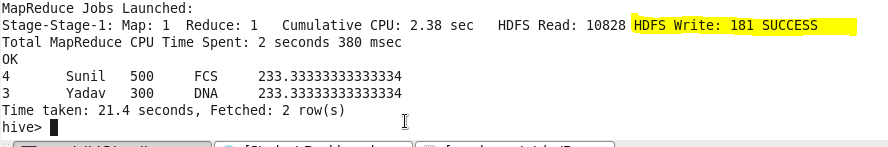 MapReduce Jobs Launched:
Stage-Stage-1: Map: 1  Reduce: 1   Cumulative CPU: 2.38 sec   HDFS Read: 10828 HDFS Write: 181 SUCCESS
Total MapReduce CPU Time Spent: 2 seconds 380 msec
OK
4       Sunil   500     FCS     233.33333333333334
3       Yadav   300     DNA     233.33333333333334
Time taken: 21.4 seconds, Fetched: 2 row(s)
hive>